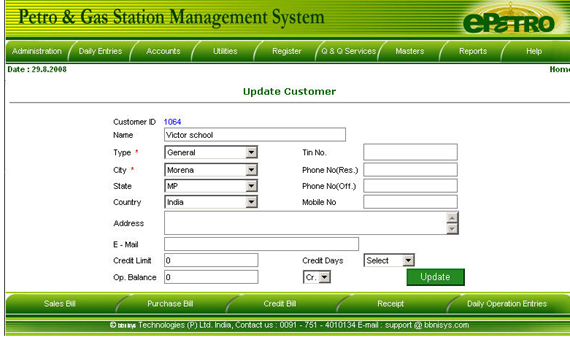 Petro & Gas Station Management System
ePeTRO
Administration Daily Entries Accounts Utilities Register Q & Q Services Masters Reports Help
Date : 29.8.2008 Home
Update Customer
Customer ID 1064
Name Victor school
Type * General Tin No.
City * Morena Phone No(Res.)
State MP Phone No(Off.)
Country India Mobile No
Address
E - Mail
Credit Limit 0 Credit Days Select
Op. Balance 0 Cr. Update
Sales Bill Purchase Bill Credit Bill Receipt Daily Operation Entries
© bbnisys Technologies (P) Ltd. India, Contact us : 0091 - 751 - 4010134 E-mail : support @ bbnisys.com